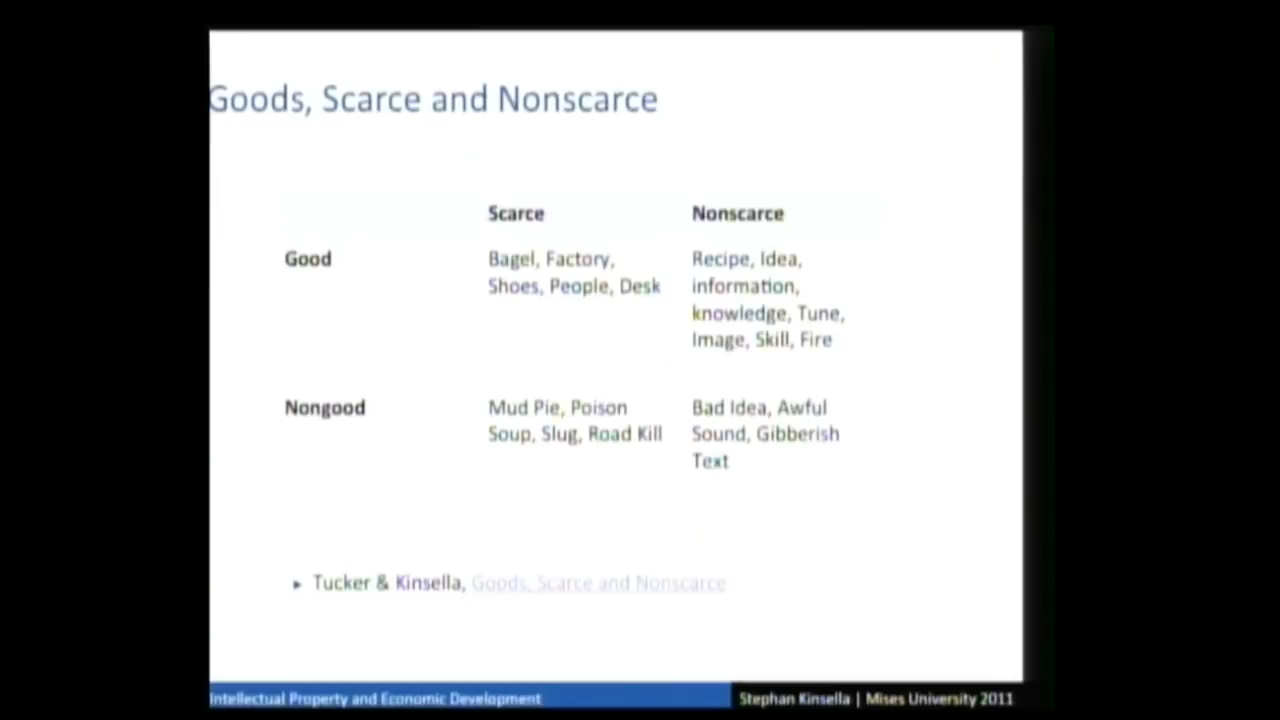 Goods, Scarce and Nonscarce
Scarce Nonscarce
Good Bagel, Factory, Recipe, Idea,
Shoes, People, Desk information,
knowledge, Tune,
Image, Skill, Fire
Nongood Mud Pie, Poison Bad Idea, Awful
Soup, Slug, Road Kill Sound, Gibberish
Text
Tucker & Kinsella, Goods, Scarce and Nonscarce
Intellectual Property and Economic Development Stephan Kinsella | Mises University 2011